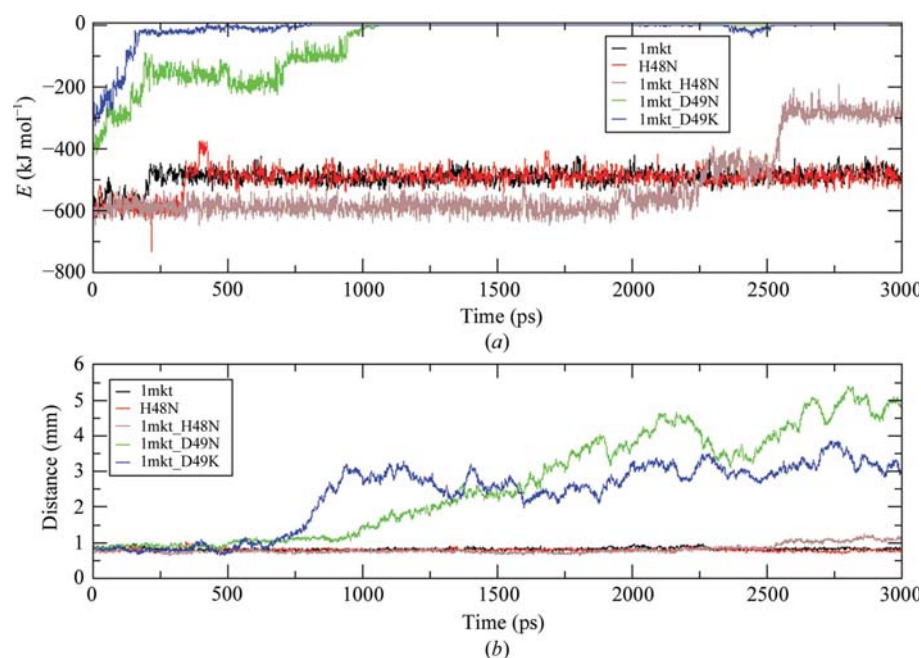 0
−200
−400
−600
−800
E (kJ mol⁻¹)
1mkt
H48N
1mkt_H48N
1mkt_D49N
1mkt_D49K
0 500 1000 1500 2000 2500 3000
Time (ps)
(a)
6
5
4
3
2
1
0
Distance (mm)
1mkt
H48N
1mkt_H48N
1mkt_D49N
1mkt_D49K
0 500 1000 1500 2000 2500 3000
Time (ps)
(b)